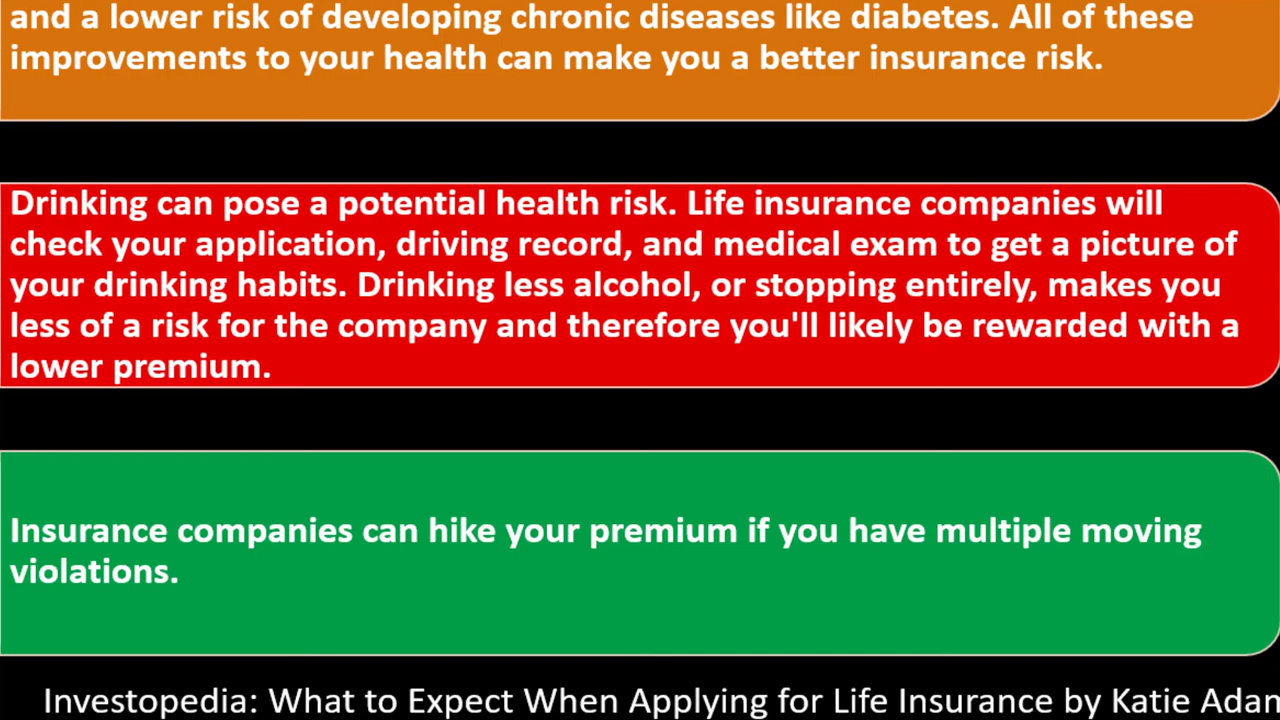 and a lower risk of developing chronic diseases like diabetes. All of these
improvements to your health can make you a better insurance risk.
Drinking can pose a potential health risk. Life insurance companies will
check your application, driving record, and medical exam to get a picture of
your drinking habits. Drinking less alcohol, or stopping entirely, makes you
less of a risk for the company and therefore you'll likely be rewarded with a
lower premium.
Insurance companies can hike your premium if you have multiple moving
violations.
Investopedia: What to Expect When Applying for Life Insurance by Katie Adam